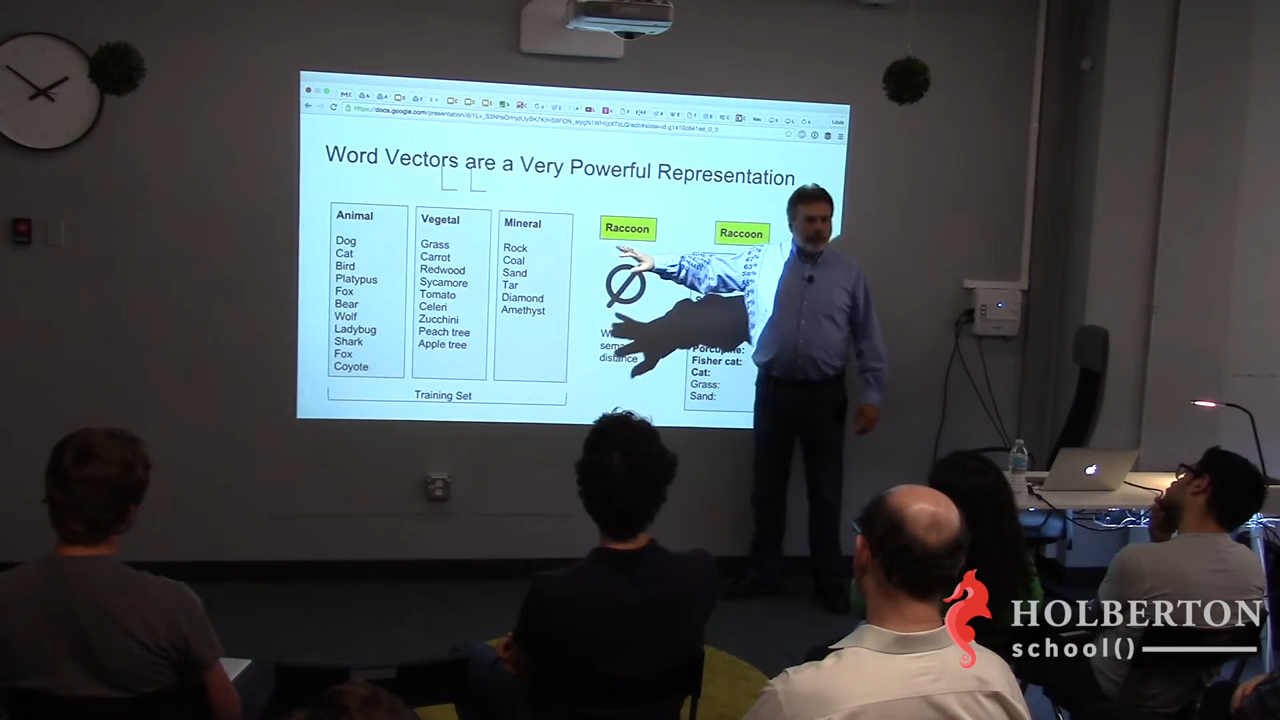 Word Vectors are a Very Powerful Representation
Animal
Dog
Cat
Bird
Platypus
Fox
Bear
Wolf
Ladybug
Shark
Fox
Coyote
Vegetal
Grass
Carrot
Redwood
Sycamore
Tomato
Celeri
Zucchini
Peach tree
Apple tree
Mineral
Rock
Coal
Sand
Tar
Diamond
Amethyst
Training Set
Raccoon
distance
Raccoon
Porcupine:
Fisher cat:
Cat:
Grass:
Sand:
HOLBERTON
school()